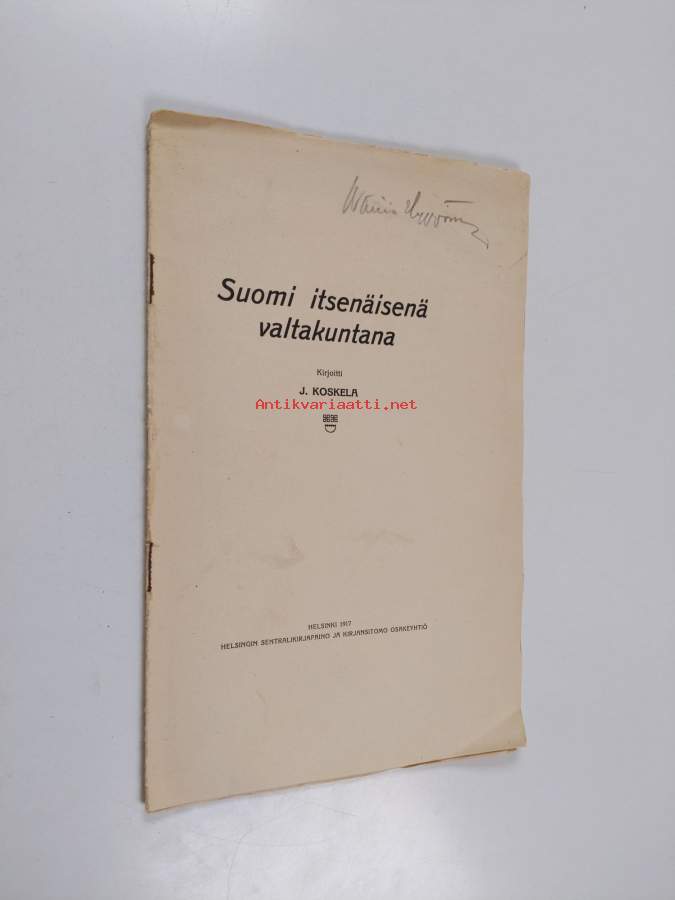 Suomi itsenäisenä
valtakuntana
Kirjoitti
J. KOSKELA
Antikvariaatti.net
HELSINKI 1917
HELSINGIN SENTRALIKIRJAPAINO JA KIRJANSITOMO OSAKEYHTIÖ